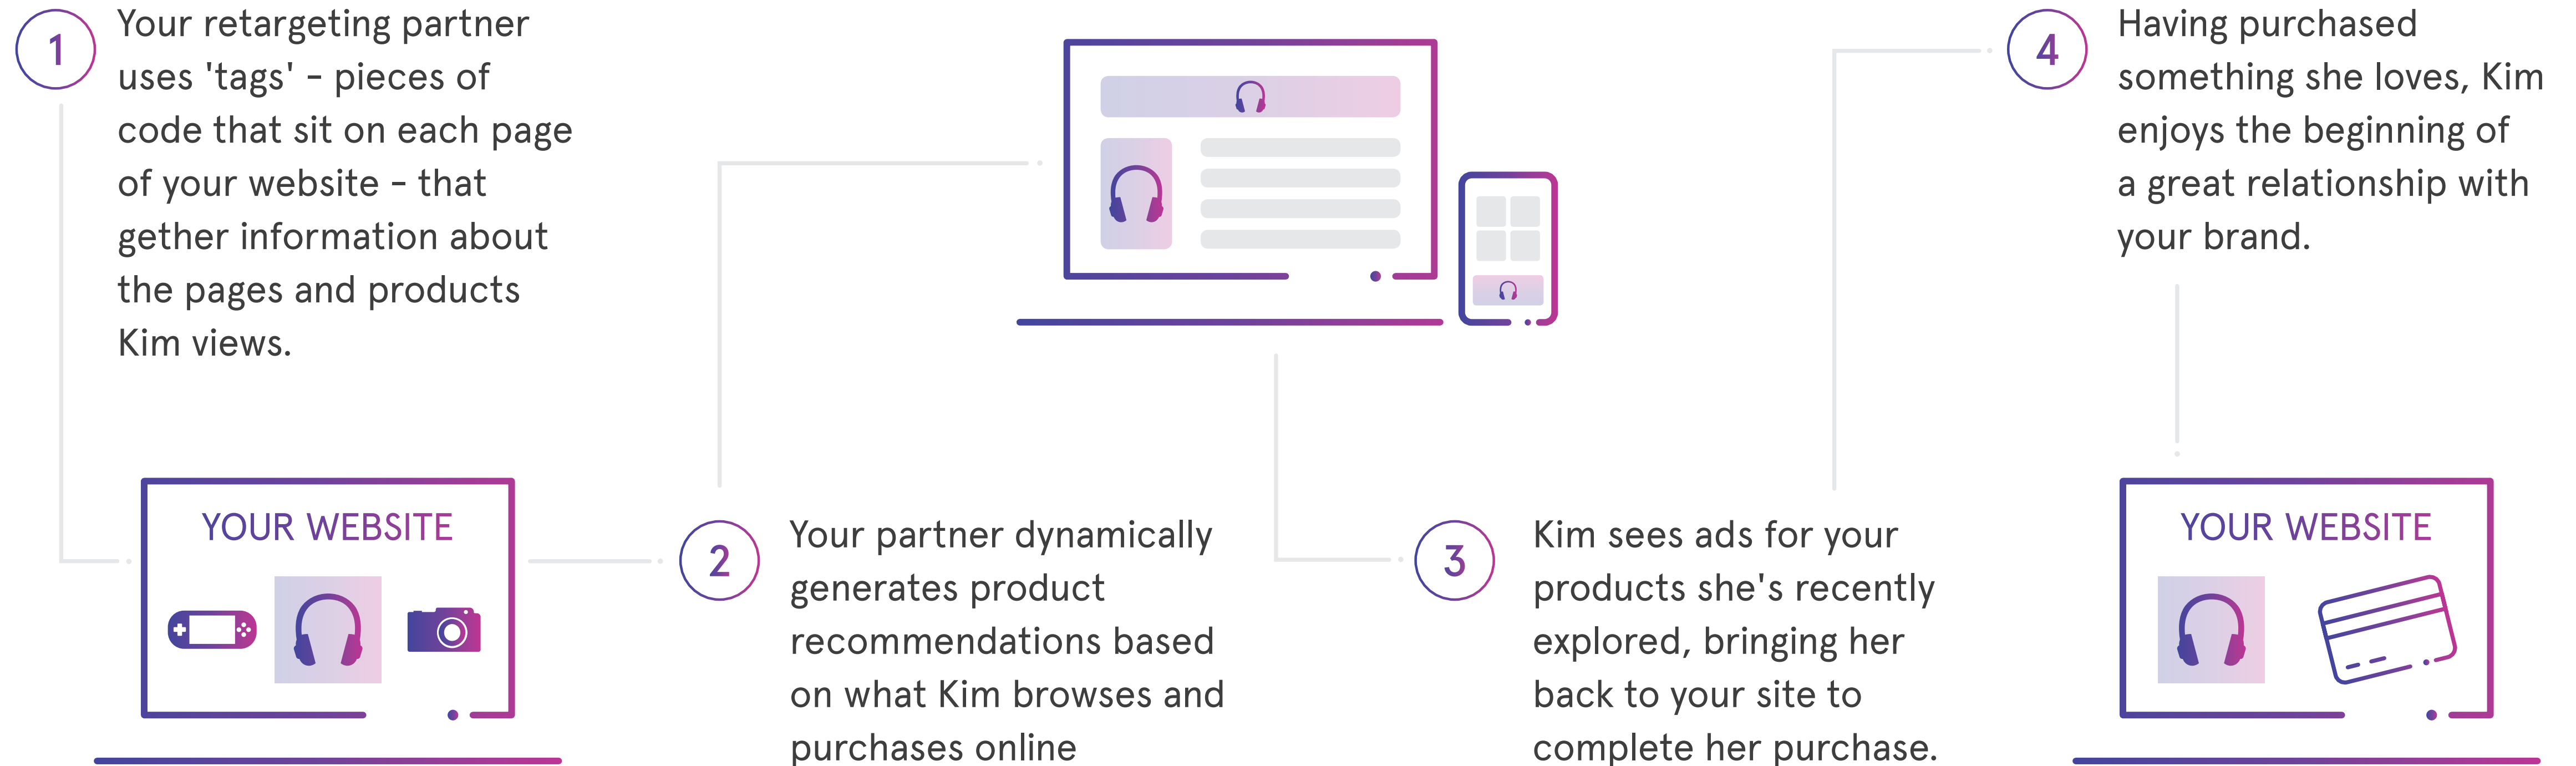 1
Your retargeting partner
uses 'tags' - pieces of
code that sit on each page
of your website - that
gether information about
the pages and products
Kim views.
YOUR WEBSITE
2
Your partner dynamically
generates product
recommendations based
on what Kim browses and
purchases online
3
Kim sees ads for your
products she's recently
explored, bringing her
back to your site to
complete her purchase.
4
Having purchased
something she loves, Kim
enjoys the beginning of
a great relationship with
your brand.
YOUR WEBSITE